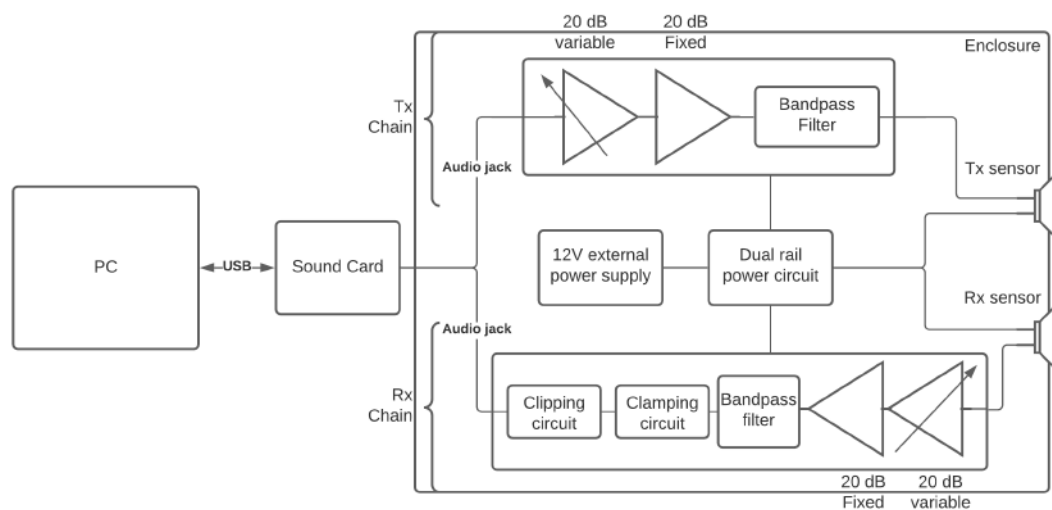 20 dB
variable
20 dB
Fixed
Enclosure
Tx
Chain
Bandpass
Filter
Audio jack
Tx sensor
PC
USB
Sound Card
12V external
power supply
Dual rail
power circuit
Rx sensor
Audio jack
Rx
Chain
Clipping
circuit
Clamping
circuit
Bandpass
filter
20 dB
Fixed
20 dB
variable